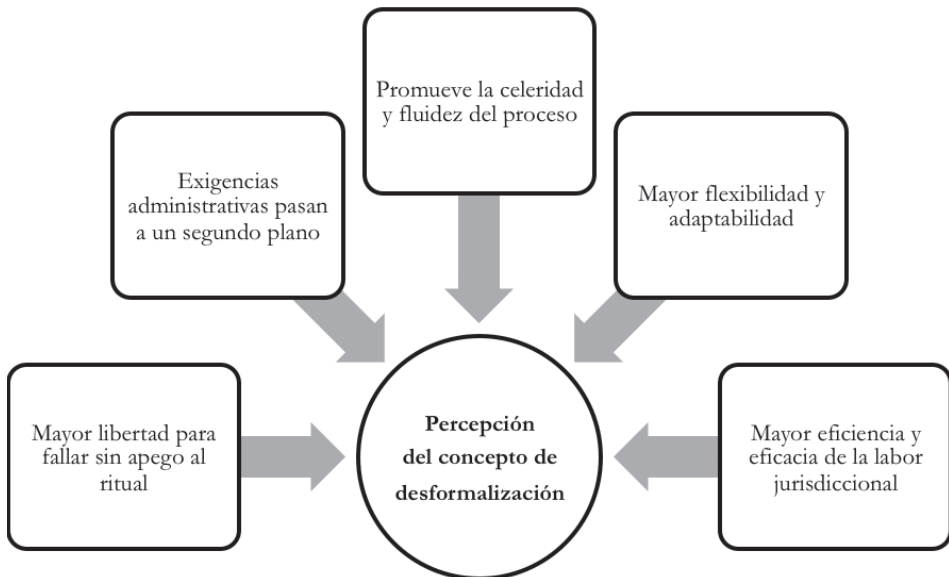 Promueve la celeridad
y fluidez del proceso
Exigencias
administrativas pasan
a un segundo plano
Mayor flexibilidad y
adaptabilidad
Mayor libertad para
fallar sin apego al
ritual
Percepción
del concepto de
desformalización
Mayor eficiencia y
eficacia de la labor
jurisdiccional